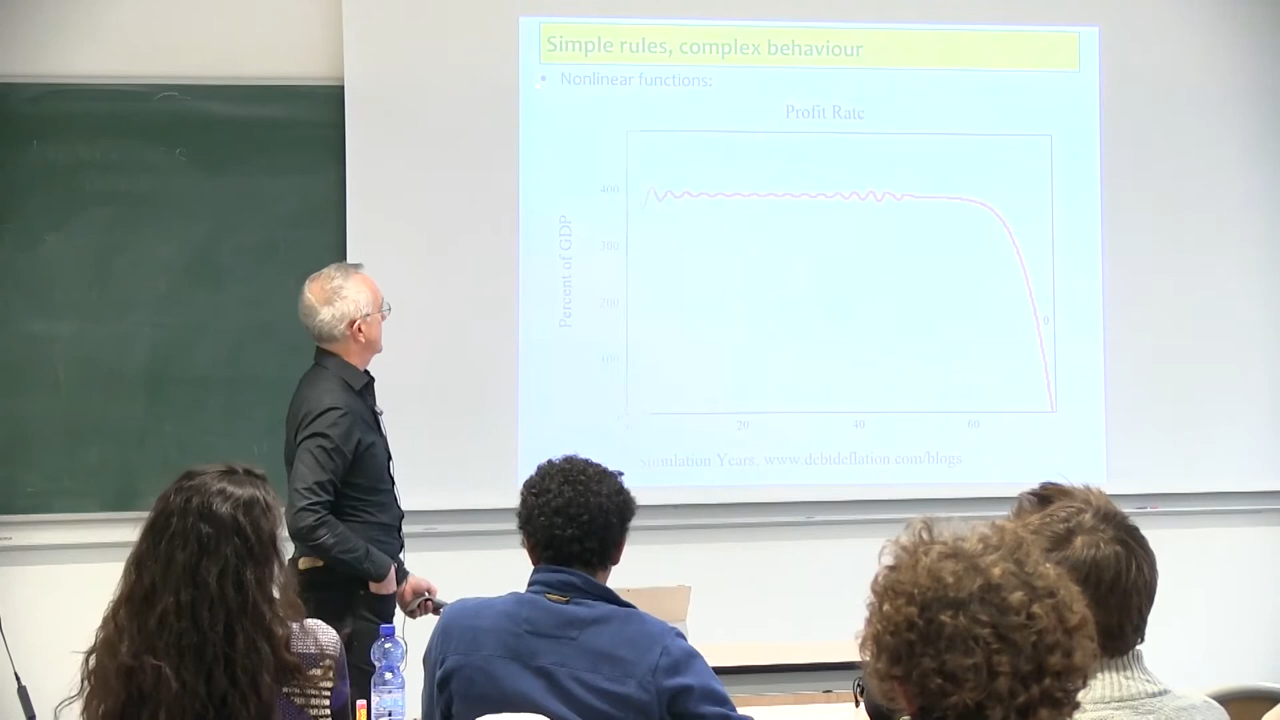 Simple rules, complex behaviour
• Nonlinear functions:
Profit Rate
400
300
200
100
Percent of GDP
0
20
40
60
Simulation Years, www.debtdeflation.com/blogs